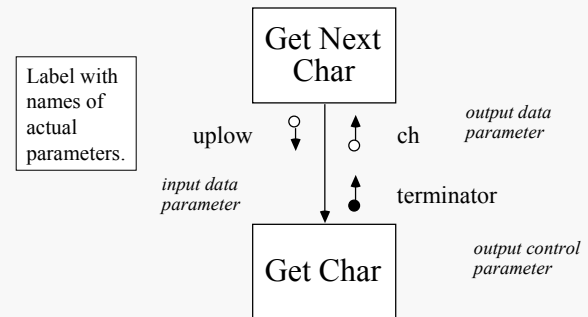 Get Next
Char
Label with
names of
actual
parameters.
uplow
ch
output data
parameter
input data
parameter
terminator
Get Char
output control
parameter